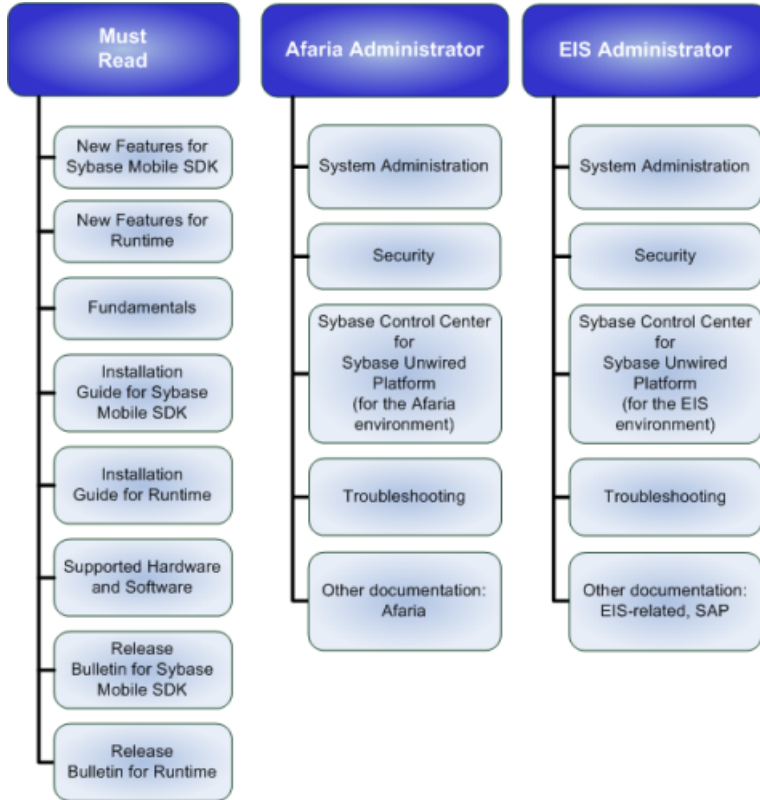 Must
Read
New Features for
Sybase Mobile SDK
New Features for
Runtime
Fundamentals
Installation
Guide for Sybase
Mobile SDK
Installation
Guide for Runtime
Supported Hardware
and Software
Release
Bulletin for Sybase
Mobile SDK
Release
Bulletin for Runtime
Afaria Administrator
System Administration
Security
Sybase Control Center
for
Sybase Unwired
Platform
(for the Afaria
environment)
Troubleshooting
Other documentation:
Afaria
EIS Administrator
System Administration
Security
Sybase Control Center
for
Sybase Unwired
Platform
(for the EIS
environment)
Troubleshooting
Other documentation:
EIS-related, SAP